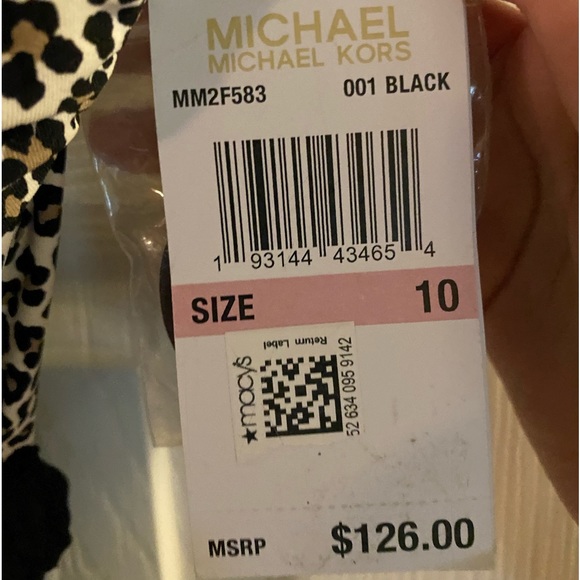 MICHAEL
MICHAEL KORS
MM2F583 001 BLACK
1 93144 43465 4
SIZE 10
★macy's
Return Label
52 634 095 9142
MSRP $126.00